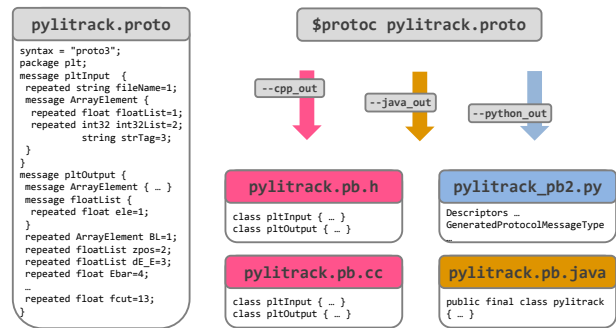 pylitrack.proto
syntax = "proto3";
package plt;
message pltInput {
repeated string fileName=1;
message ArrayElement {
repeated float floatList=1;
repeated int32 int32List=2;
string strTag=3;
}
}
message pltOutput {
message ArrayElement { … }
message floatList {
repeated float ele=1;
}
repeated ArrayElement BL=1;
repeated floatList zpos=2;
repeated floatList dE_E=3;
repeated float Ebar=4;
…
repeated float fcut=13;
}
$protoc pylitrack.proto
--cpp_out
--java_out
--python_out
pylitrack.pb.h
class pltInput { … }
class pltOutput { … }
pylitrack_pb2.py
Descriptors …
GeneratedProtocolMessageType
…
pylitrack.pb.cc
class pltInput { … }
class pltOutput { … }
pylitrack.pb.java
public final class pylitrack
{ … }